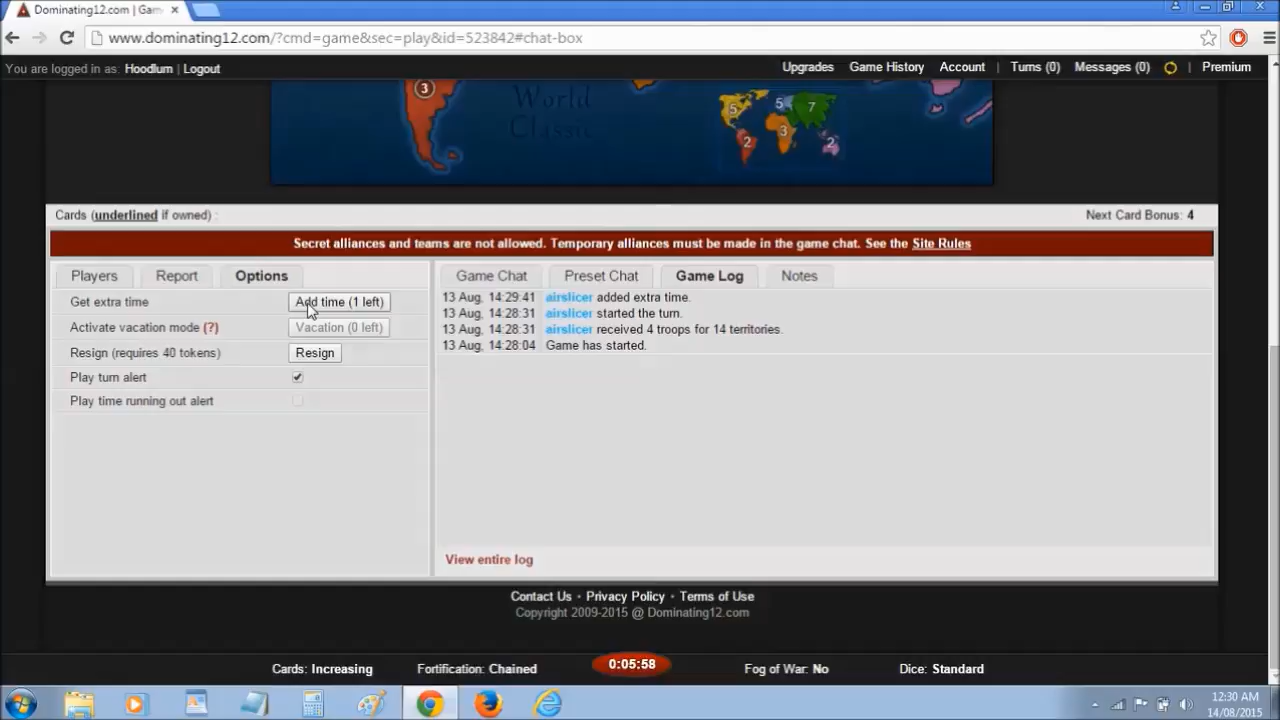 Dominating12.com | Gam
www.dominating12.com/?cmd=game&sec=play&id=523842#chat-box
You are logged in as: Hoodlum | Logout
Upgrades Game History Account | Turns (0) Messages (0) Premium
3
World
Classic
5 5 7
3
2 2
Cards (underlined if owned) :
Next Card Bonus: 4
Secret alliances and teams are not allowed. Temporary alliances must be made in the game chat. See the Site Rules
Players Report Options
Get extra time Add time (1 left)
Activate vacation mode (?) Vacation (0 left)
Resign (requires 40 tokens) Resign
Play turn alert
Play time running out alert
Game Chat Preset Chat Game Log Notes
13 Aug, 14:29:41 airslicer added extra time.
13 Aug, 14:28:31 airslicer started the turn.
13 Aug, 14:28:31 airslicer received 4 troops for 14 territories.
13 Aug, 14:28:04 Game has started.
View entire log
Contact Us • Privacy Policy • Terms of Use
Copyright 2009-2015 @ Dominating12.com
Cards: Increasing Fortification: Chained 0:05:58 Fog of War: No Dice: Standard
12:30 AM
14/08/2015